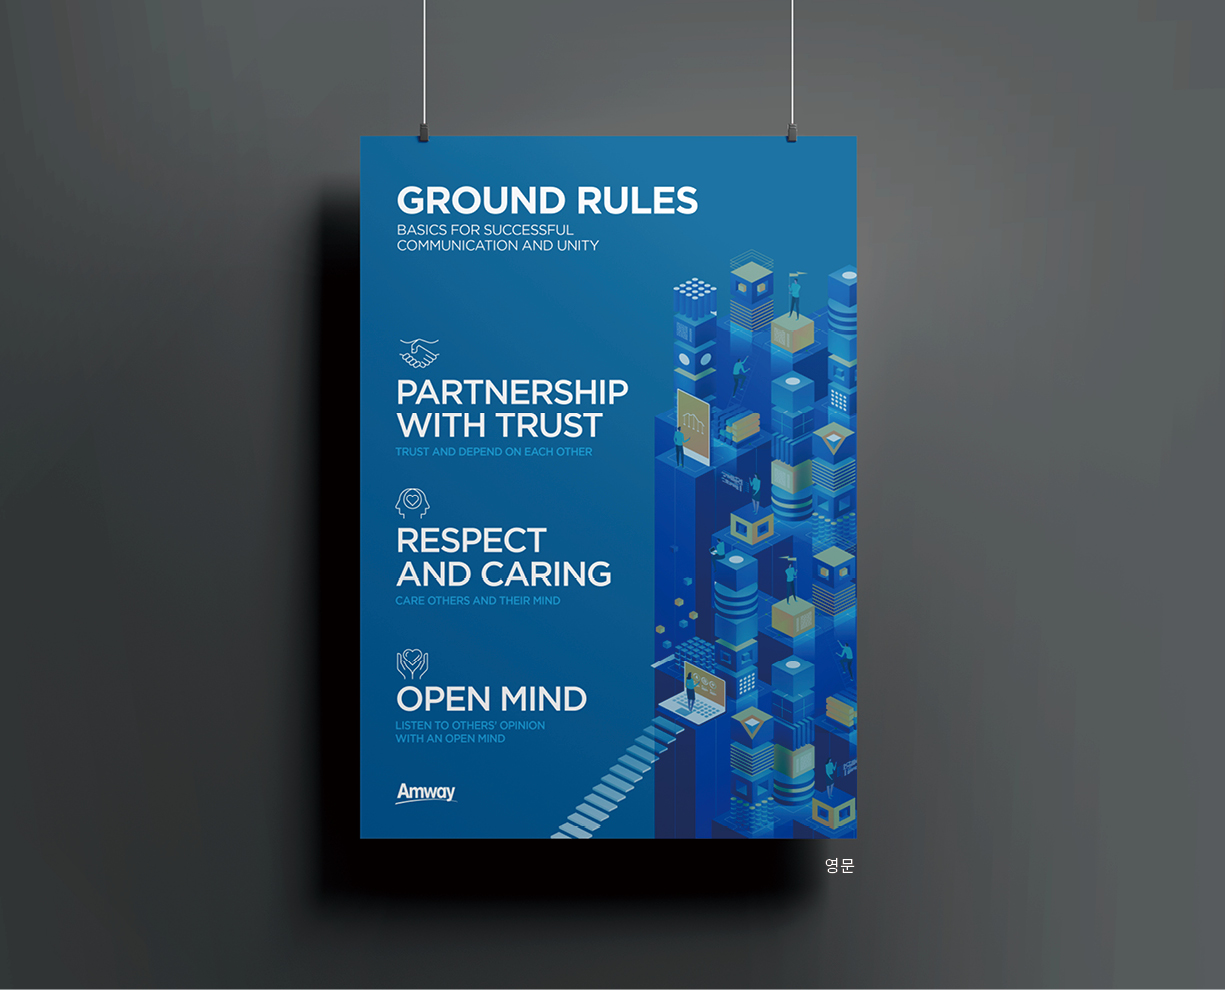 GROUND RULES
BASICS FOR SUCCESSFUL
COMMUNICATION AND UNITY
PARTNERSHIP
WITH TRUST
TRUST AND DEPEND ON EACH OTHER
RESPECT
AND CARING
CARE OTHERS AND THEIR MIND
OPEN MIND
LISTEN TO OTHERS' OPINION
WITH AN OPEN MIND
Amway
영문